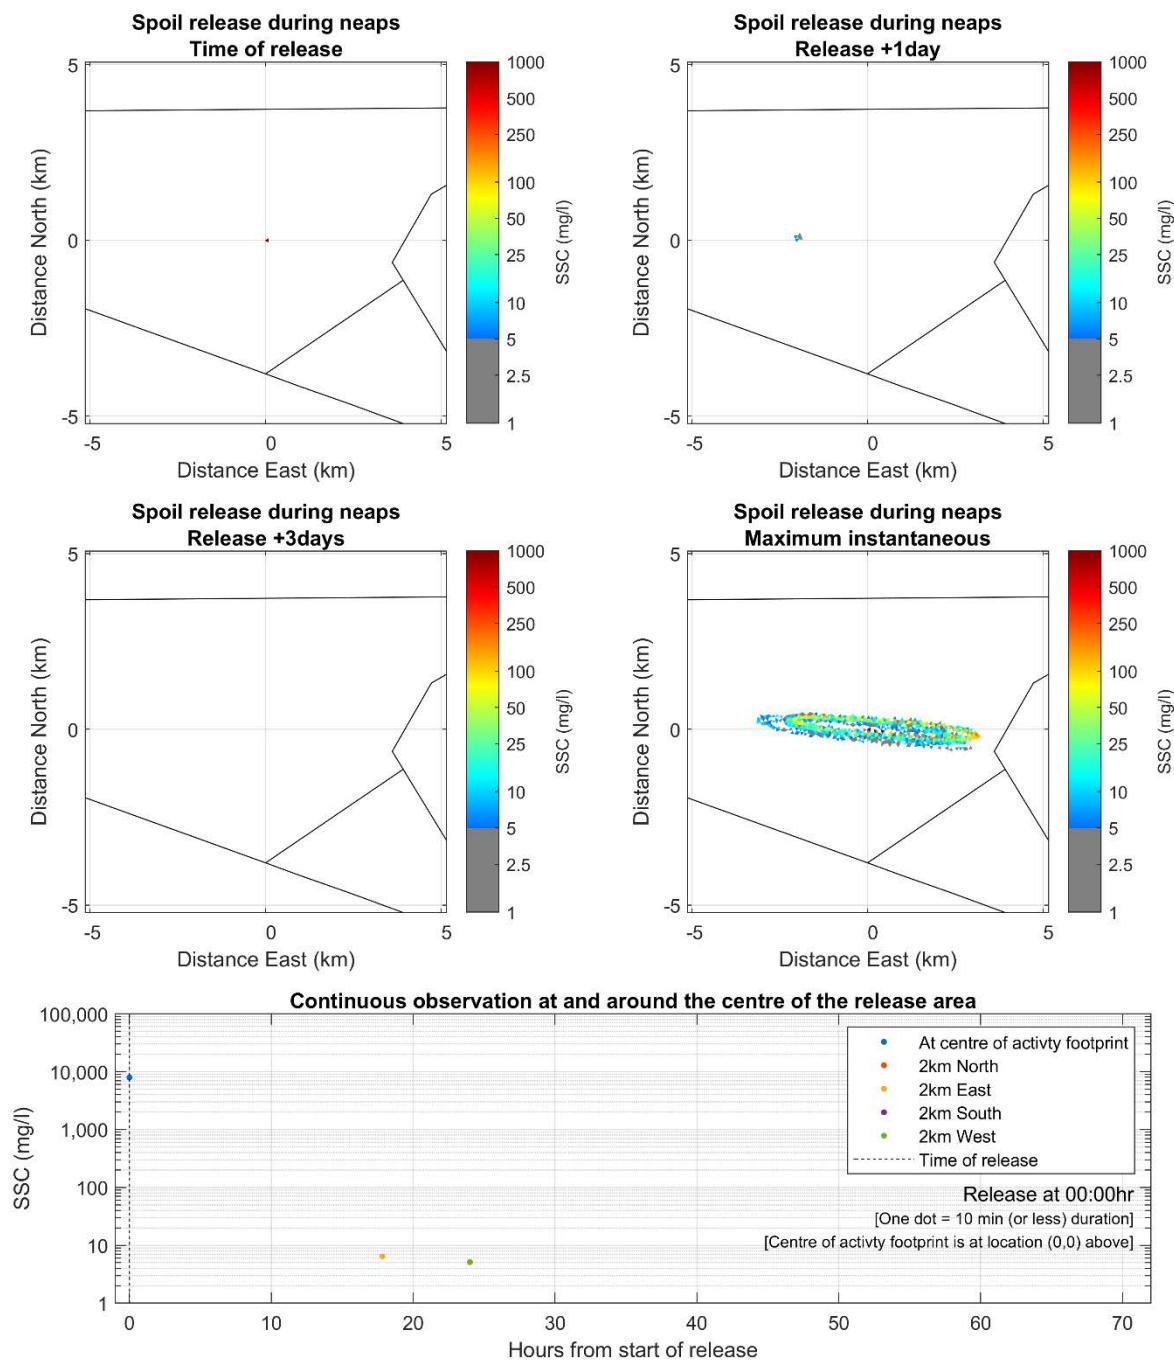 Spoil release during neaps
Time of release
5
0
-5
-5
0
5
Distance North (km)
Distance East (km)
1000
500
250
100
50
25
10
5
2.5
1
SSC (mg/l)
Spoil release during neaps
Release +1day
5
0
-5
-5
0
5
Distance North (km)
Distance East (km)
1000
500
250
100
50
25
10
5
2.5
1
SSC (mg/l)
Spoil release during neaps
Release +3days
5
0
-5
-5
0
5
Distance North (km)
Distance East (km)
1000
500
250
100
50
25
10
5
2.5
1
SSC (mg/l)
Spoil release during neaps
Maximum instantaneous
5
0
-5
-5
0
5
Distance North (km)
Distance East (km)
1000
500
250
100
50
25
10
5
2.5
1
SSC (mg/l)
Continuous observation at and around the centre of the release area
100,000
10,000
1,000
100
10
1
SSC (mg/l)
At centre of activty footprint
2km North
2km East
2km South
2km West
Time of release
Release at 00:00hr
[One dot = 10 min (or less) duration]
[Centre of activty footprint is at location (0,0) above]
0
10
20
30
40
50
60
70
Hours from start of release